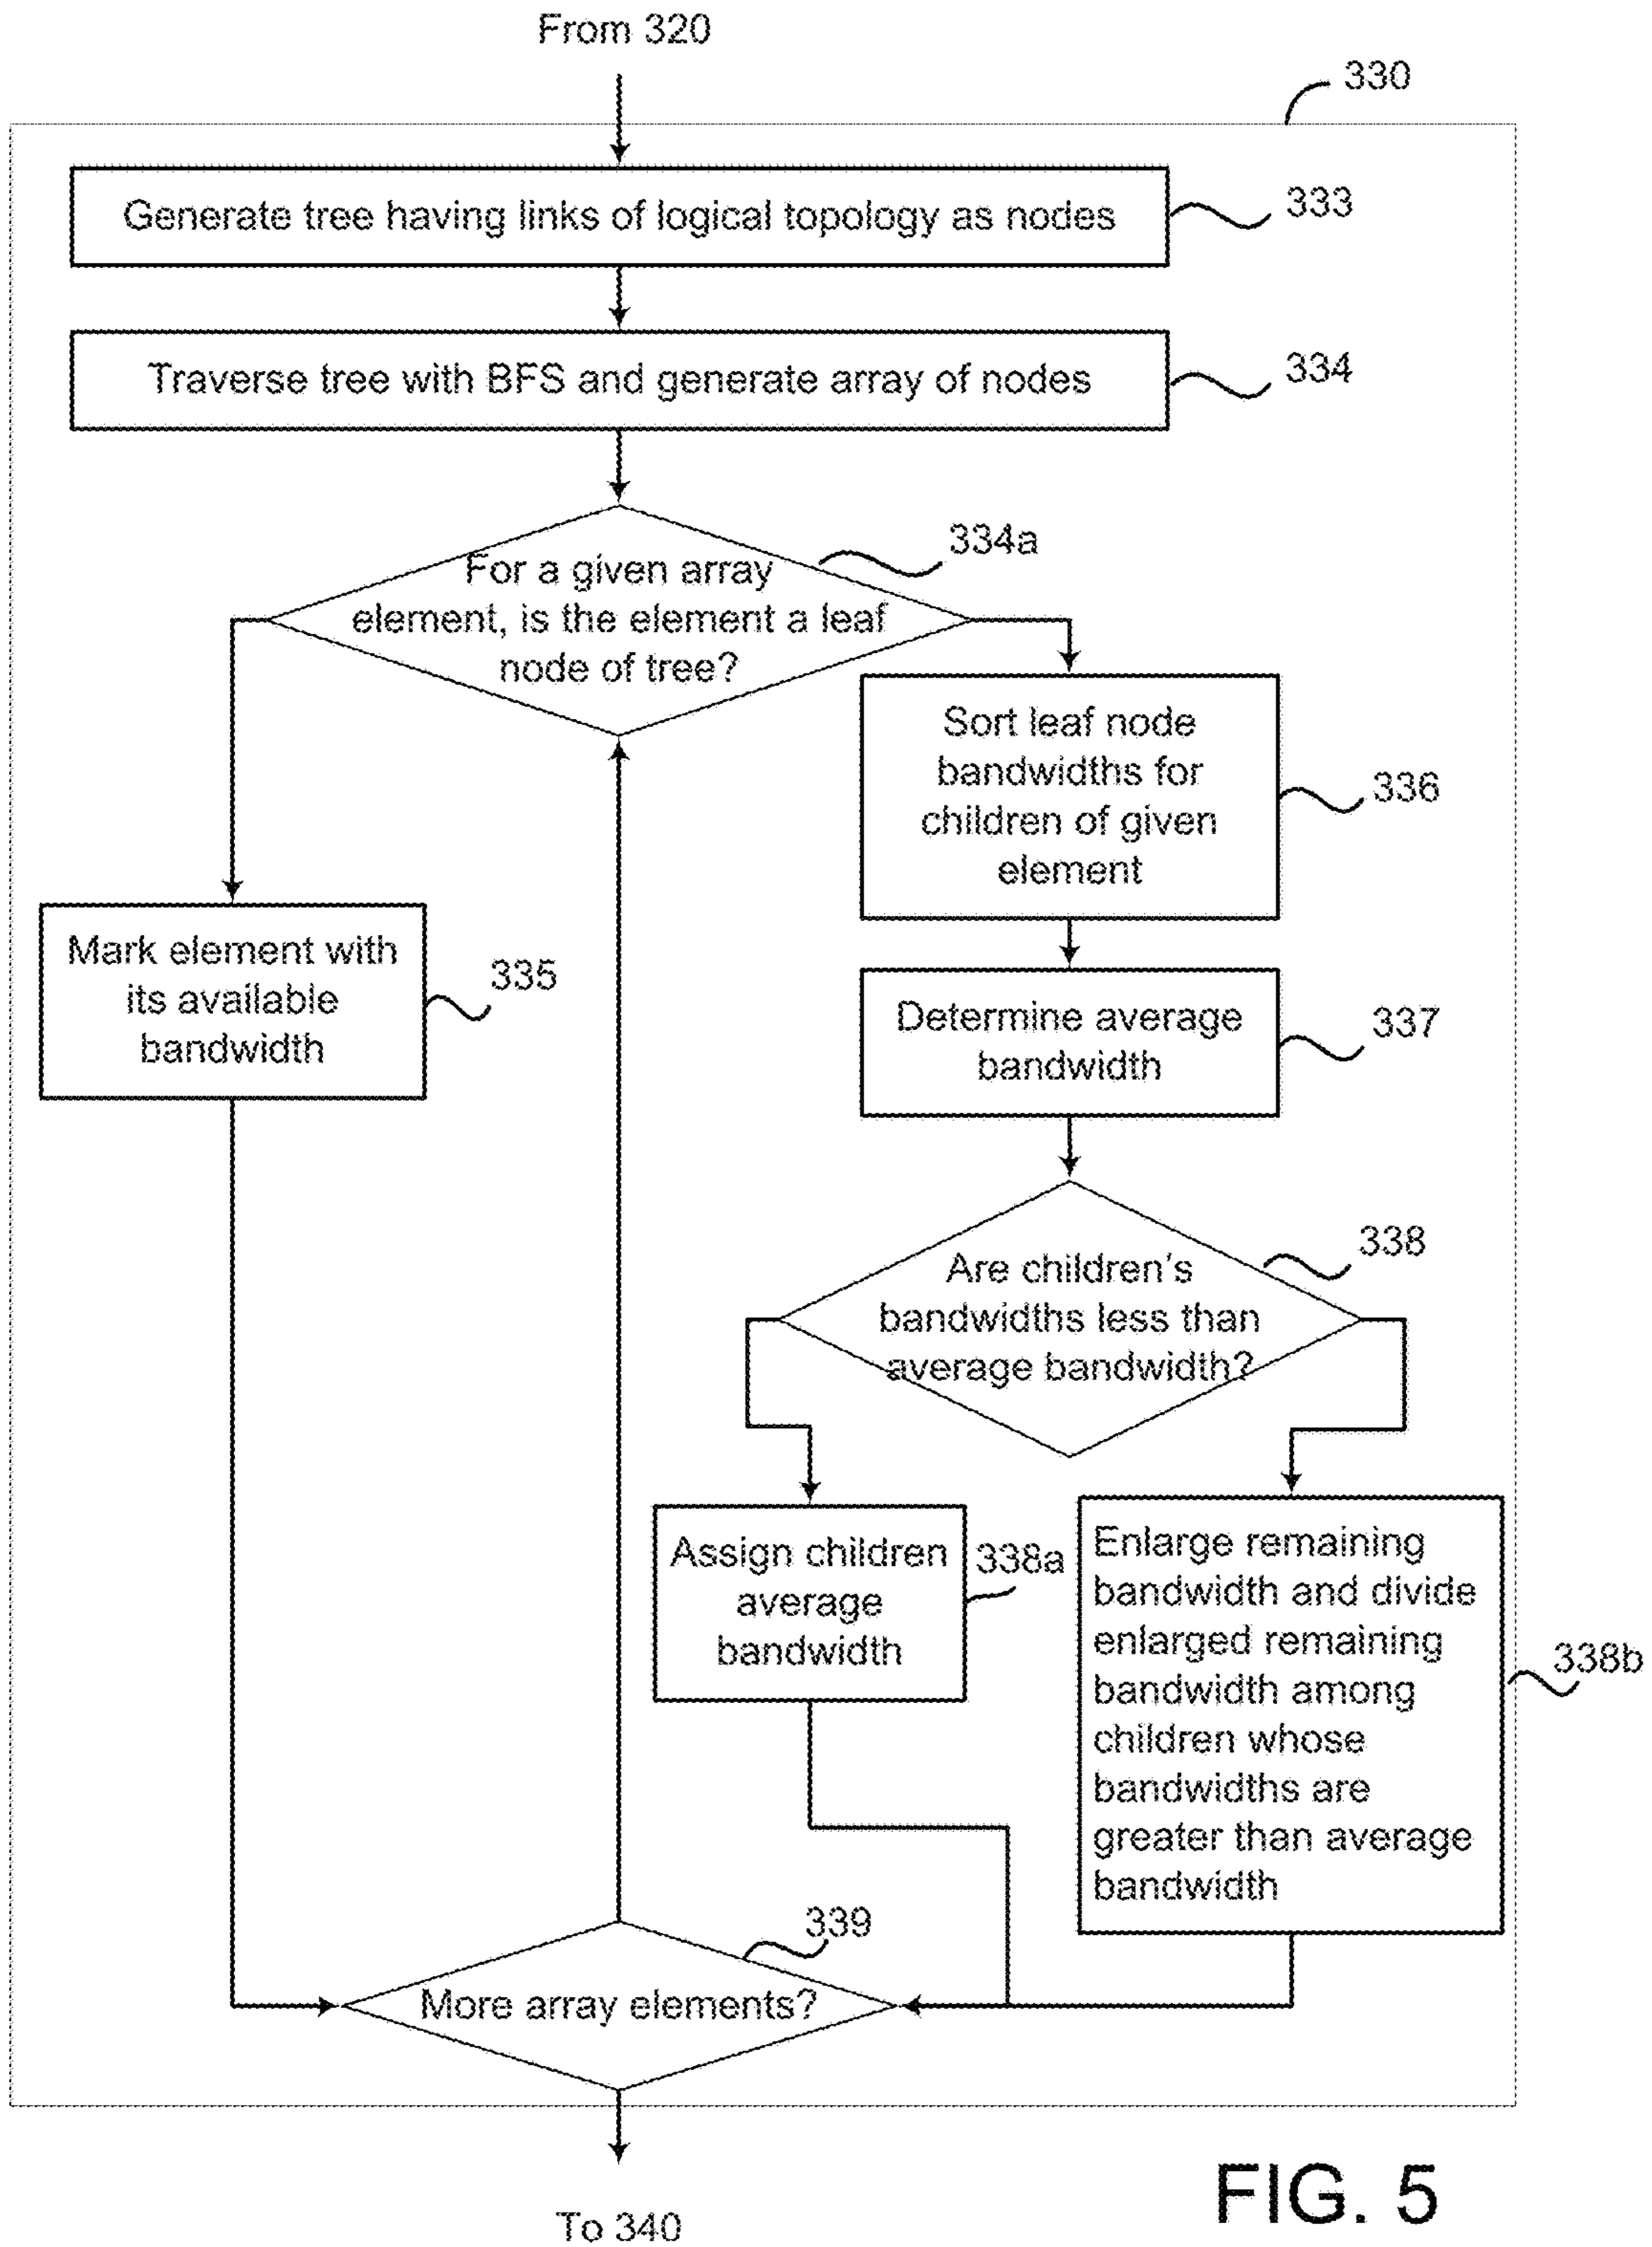 From 320
330
Generate tree having links of logical topology as nodes
333
Traverse tree with BFS and generate array of nodes
334
334a
For a given array
element, is the element a leaf
node of tree?
Sort leaf node
bandwidths for
children of given
element
336
Mark element with
its available
bandwidth
335
Determine average
bandwidth
337
Are children's
bandwidths less than
average bandwidth?
338
Assign children
average
bandwidth
338a
Enlarge remaining
bandwidth and divide
enlarged remaining
bandwidth among
children whose
bandwidths are
greater than average
bandwidth
338b
339
More array elements?
To 340
FIG. 5